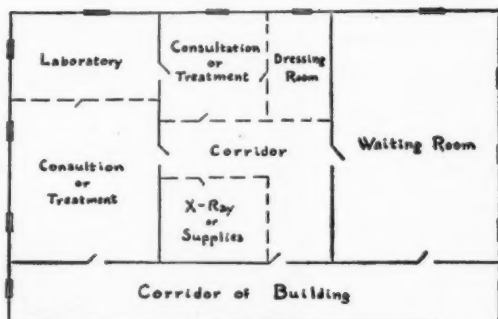 Laboratory
Consultation
or
Treatment
Dressing
Room
Consultion
or
Treatment
Corridor
Waiting Room
X-Ray
or
Supplies
Corridor of Building